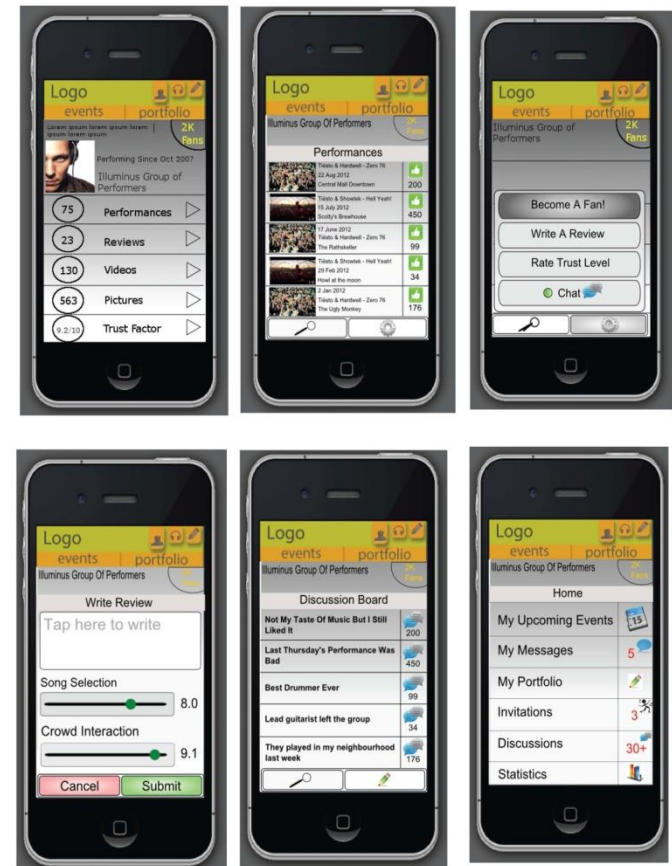 Logo
events portfolio
Lorem ipsum lorem ipsum lorem
ipsum lorem ipsum
2K
Fans
Performing Since Oct 2007
Illuminus Group of
Performers
75 Performances
23 Reviews
130 Videos
563 Pictures
9.2/10 Trust Factor
Logo
events portfolio
Illuminus Group Of Performers
2K
Fans
Performances
Tiësto & Hardwell - Zero 76
22 Aug 2012
Central Mall Downtown
200
Tiësto & Showtek - Hell Yeah!
15 July 2012
Scotty's Brewhouse
450
17 June 2012
Tiësto & Hardwell - Zero 76
The Rathskeller
99
Tiësto & Showtek - Hell Yeah!
29 Feb 2012
Howl at the moon
34
2 Jan 2012
Tiësto & Hardwell - Zero 76
The Ugly Monkey
176
Logo
events portfolio
Illuminus Group of
Performers
2K
Fans
Become A Fan!
Write A Review
Rate Trust Level
Chat
Logo
events portfolio
Illuminus Group Of Performers
2K
Fans
Write Review
Tap here to write
Song Selection
8.0
Crowd Interaction
9.1
Cancel Submit
Logo
events portfolio
Illuminus Group Of Performers
2K
Fans
Discussion Board
Not My Taste Of Music But I Still
Liked It
200
Last Thursday's Performance Was
Bad
450
Best Drummer Ever
99
Lead guitarist left the group
34
They played in my neighbourhood
last week
176
Logo
events portfolio
Illuminus Group Of Performers
2K
Fans
Home
My Upcoming Events 15
My Messages 5
My Portfolio
Invitations 3
Discussions 30+
Statistics